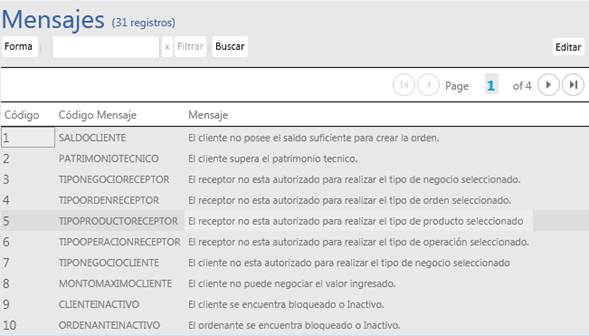 Mensajes (31 registros)
Forma x Filtrar Buscar Editar
Page 1 of 4
Código Código Mensaje Mensaje
1 SALDOCLIENTE El cliente no posee el saldo suficiente para crear la orden.
2 PATRIMONIOTECNICO El cliente supera el patrimonio tecnico.
3 TIPONEGOCIORECEPTOR El receptor no esta autorizado para realizar el tipo de negocio seleccionado.
4 TIPOORDENRECEPTOR El receptor no esta autorizado para realizar el tipo de orden seleccionado.
5 TIPOPRODUCTORECEPTOR El receptor no esta autorizado para realizar el tipo de producto seleccionado
6 TIPOOPERACIONRECEPTOR El receptor no esta autorizado para realizar el tipo de operación seleccionado.
7 TIPONEGOCIOCLIENTE El cliente no esta autorizado para realizar el tipo de negocio seleccionado
8 MONTOMAXIMOCLIENTE El cliente no puede negociar el valor ingresado.
9 CLIENTEINACTIVO El cliente se encuentra bloqueado o Inactivo.
10 ORDENANTEINACTIVO El ordenante se encuentra bloqueado o Inactivo.